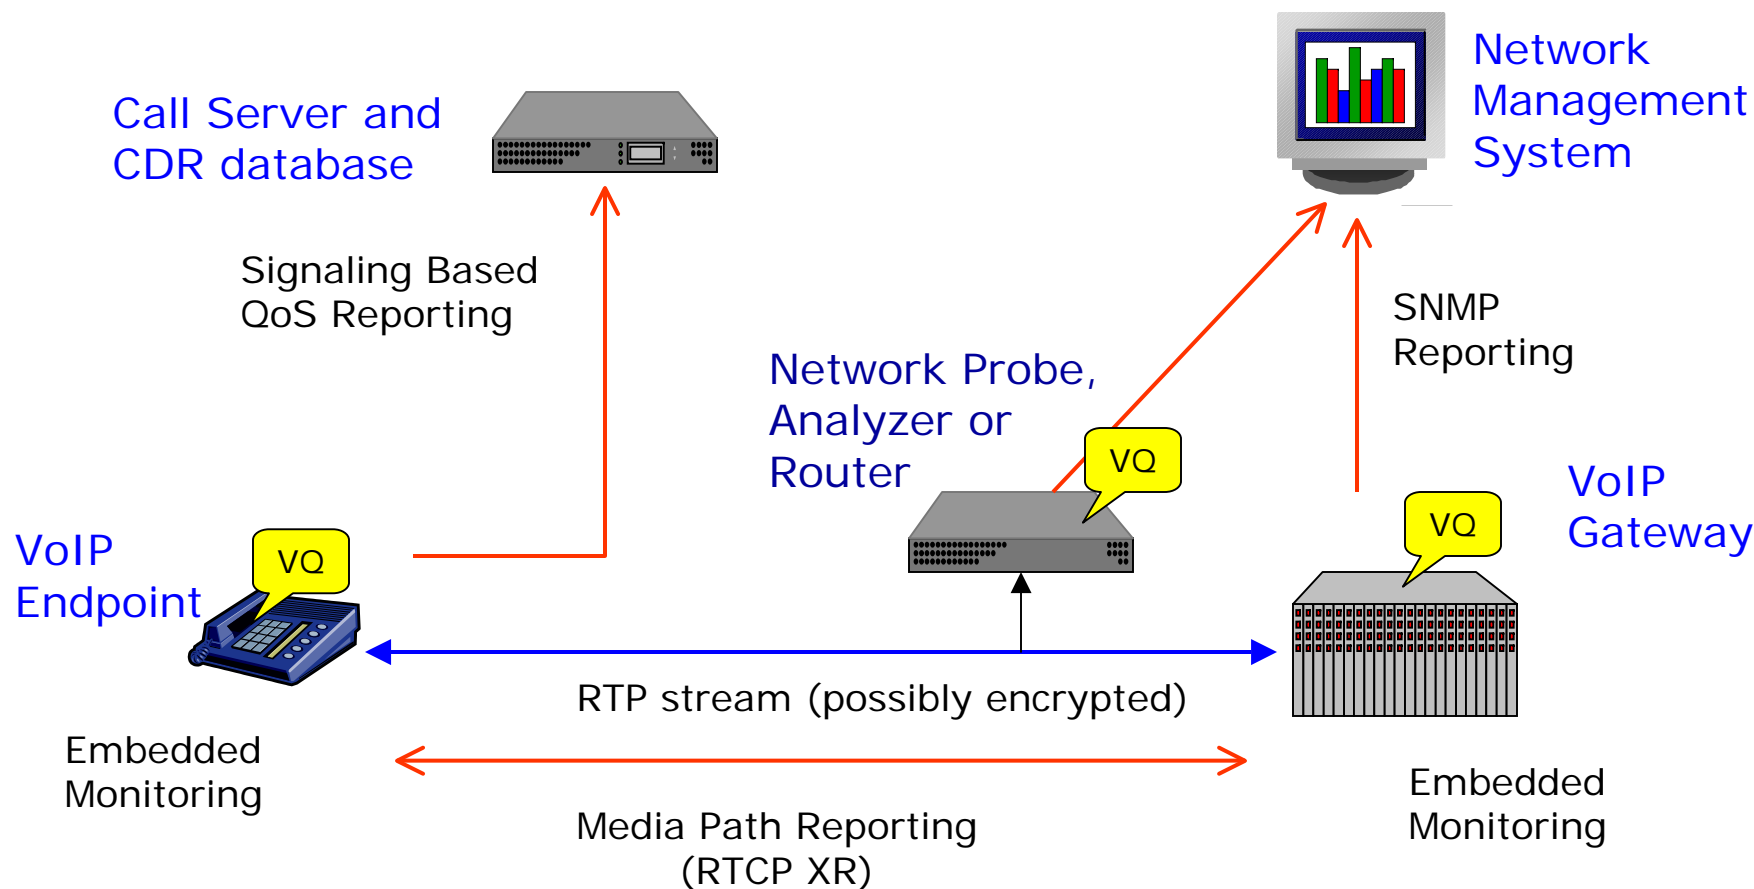 Network
Management
System
Call Server and
CDR database
Signaling Based
QoS Reporting
SNMP
Reporting
Network Probe,
Analyzer or
Router
VQ
VoIP
Gateway
VQ
VoIP
Endpoint
VQ
RTP stream (possibly encrypted)
Embedded
Monitoring
Media Path Reporting
(RTCP XR)
Embedded
Monitoring